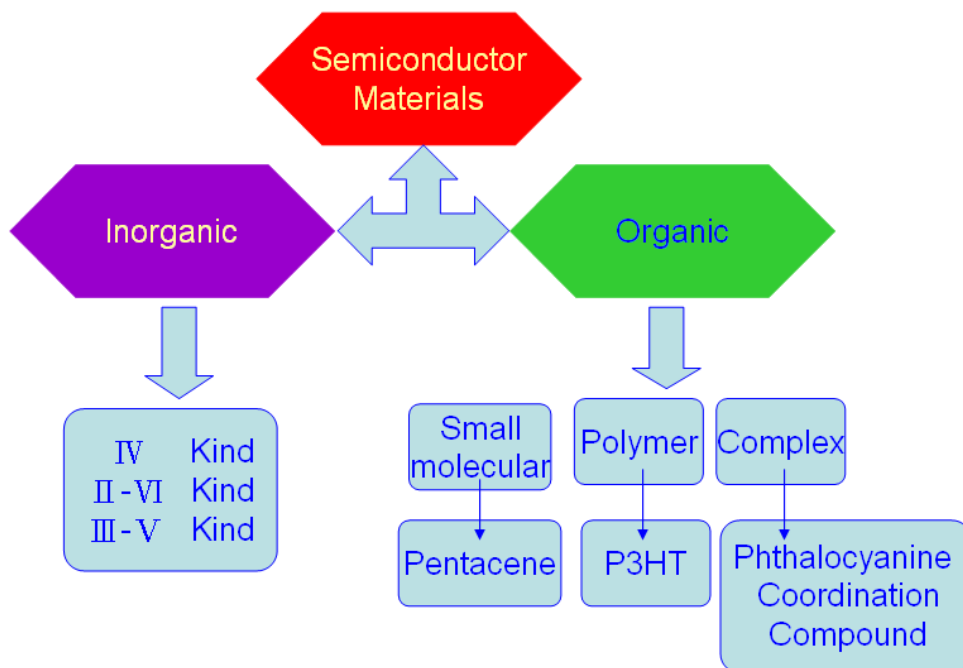 Semiconductor
Materials
Inorganic
Organic
Ⅳ Kind
Ⅱ-Ⅵ Kind
Ⅲ-Ⅴ Kind
Small
molecular
Polymer
Complex
Pentacene
P3HT
Phthalocyanine
Coordination
Compound